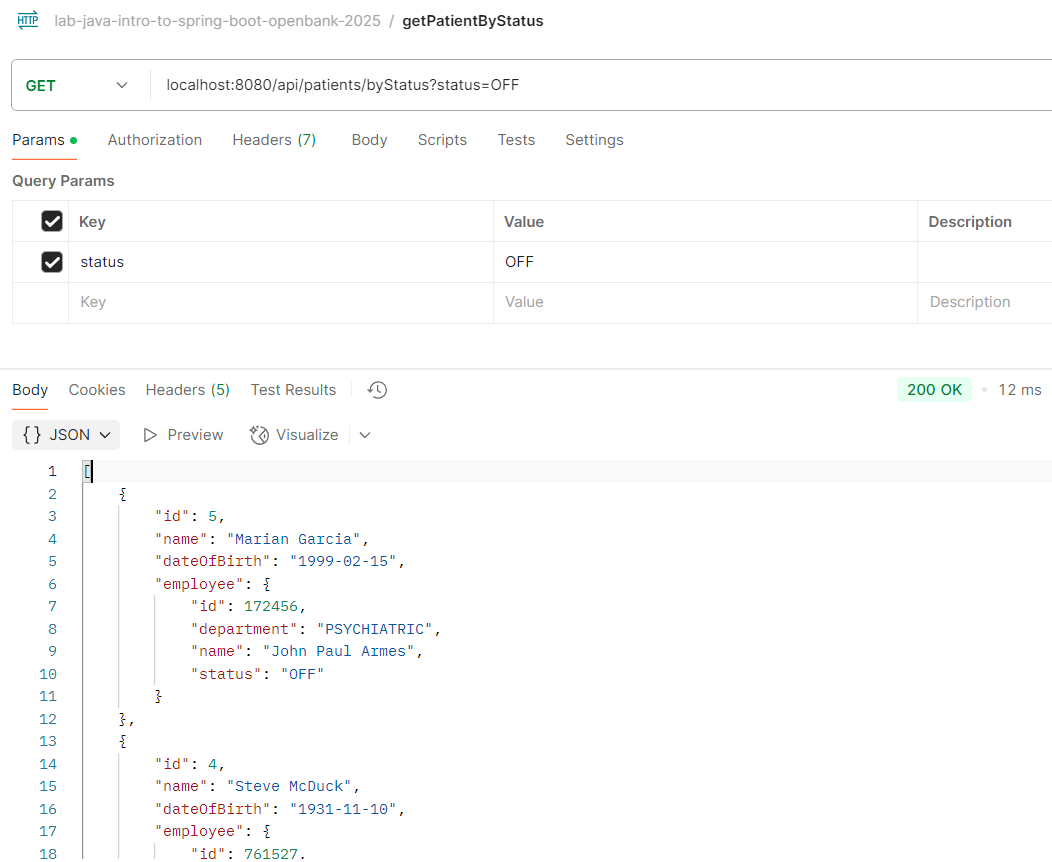 HTTP lab-java-intro-to-spring-boot-openbank-2025 / getPatientByStatus
GET localhost:8080/api/patients/byStatus?status=OFF
Params Authorization Headers (7) Body Scripts Tests Settings
Query Params
Key Value Description
status OFF
Key Value Description
Body Cookies Headers (5) Test Results 200 OK 12 ms
{} JSON Preview Visualize
1 [
2 {
3 "id": 5,
4 "name": "Marian Garcia",
5 "dateOfBirth": "1999-02-15",
6 "employee": {
7 "id": 172456,
8 "department": "PSYCHIATRIC",
9 "name": "John Paul Armes",
10 "status": "OFF"
11 }
12 },
13 {
14 "id": 4,
15 "name": "Steve McDuck",
16 "dateOfBirth": "1931-11-10",
17 "employee": {
18 "id": 761527,